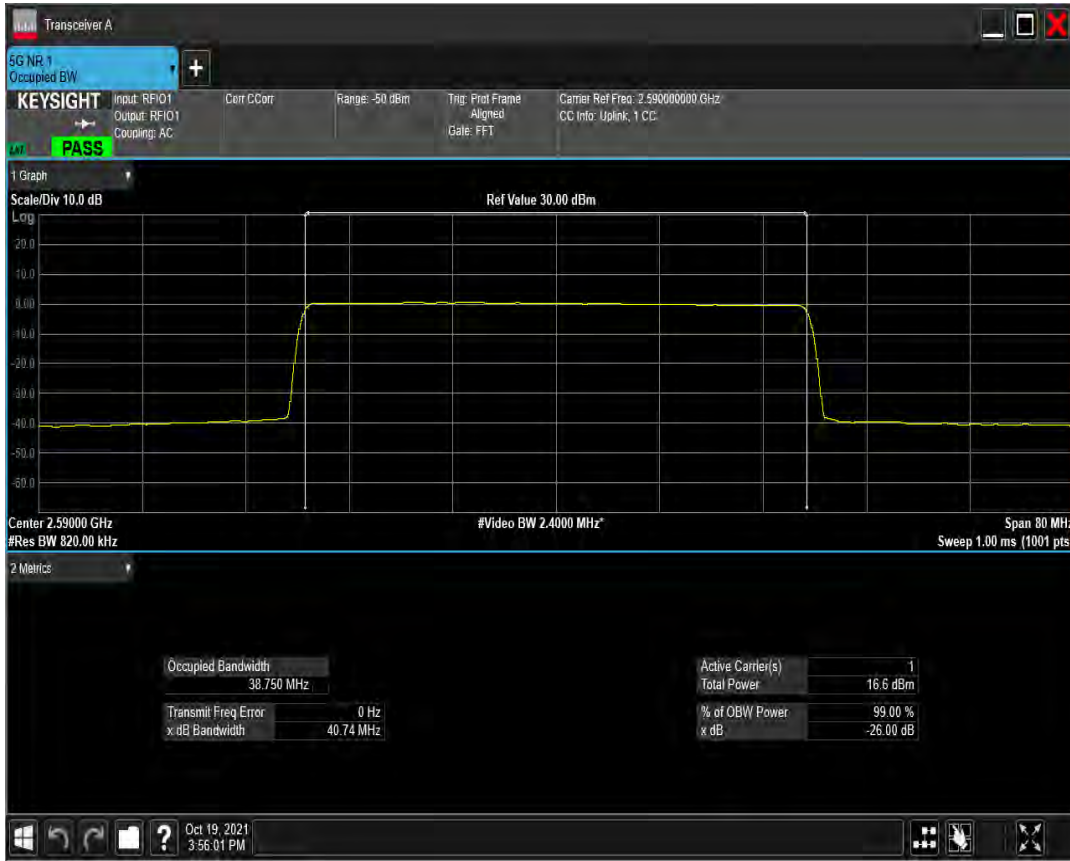 Transceiver A
5G NR 1
Occupied BW
+
KEYSIGHT
PASS
Input: RFIO1
Output: RFIO1
Coupling: AC
Corr CCorr
Range: -50 dBm
Trig: Prot Frame
Aligned
Gate: FFT
Carrier Ref Freq: 2.590000000 GHz
CC Info: Uplink, 1 CC
1 Graph
Scale/Div 10.0 dB
Ref Value 30.00 dBm
Log
20.0
10.0
0.00
-10.0
-20.0
-30.0
-40.0
-50.0
-60.0
Center 2.59000 GHz
#Video BW 2.4000 MHz*
Span 80 MHz
#Res BW 820.00 kHz
Sweep 1.00 ms (1001 pts
2 Metrics
Occupied Bandwidth
38.750 MHz
Transmit Freq Error 0 Hz
x dB Bandwidth 40.74 MHz
Active Carrier(s) 1
Total Power 16.6 dBm
% of OBW Power 99.00 %
x dB -26.00 dB
?
Oct 19, 2021
3:56:01 PM